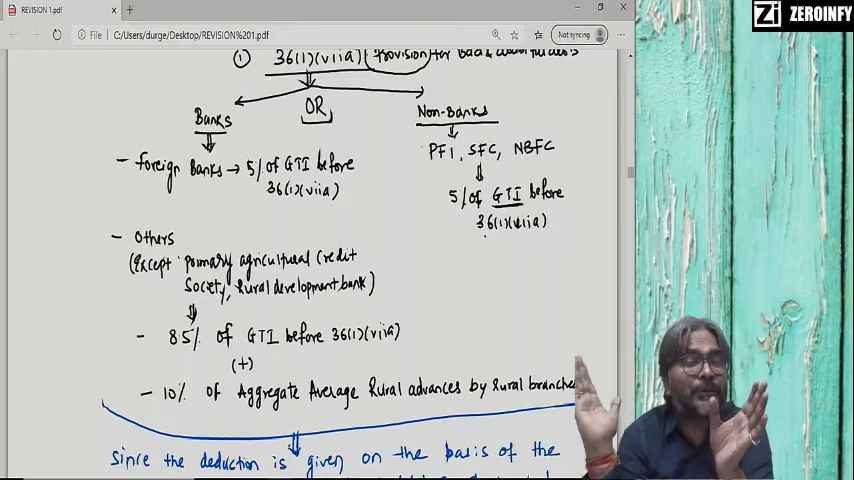 REVISION 1.pdf
File
C:/Users/durge/Desktop/REVISION%201.pdf
Not syncing
Zi ZEROINFY
① 36(1)(viia) Provision for Bad & doubtful debts
Banks
OR
Non-Banks
PFI, SFC, NBFC
- Foreign Banks → 5% of GTI before
36(1)(viia)
5% of GTI before
36(1)(viia)
- Others
(Except primary agricultural credit
Society, Rural development bank)
- 8.5% of GTI before 36(1)(viia)
(+)
- 10% of Aggregate Average Rural advances by Rural branches
Since the deduction is given on the basis of the